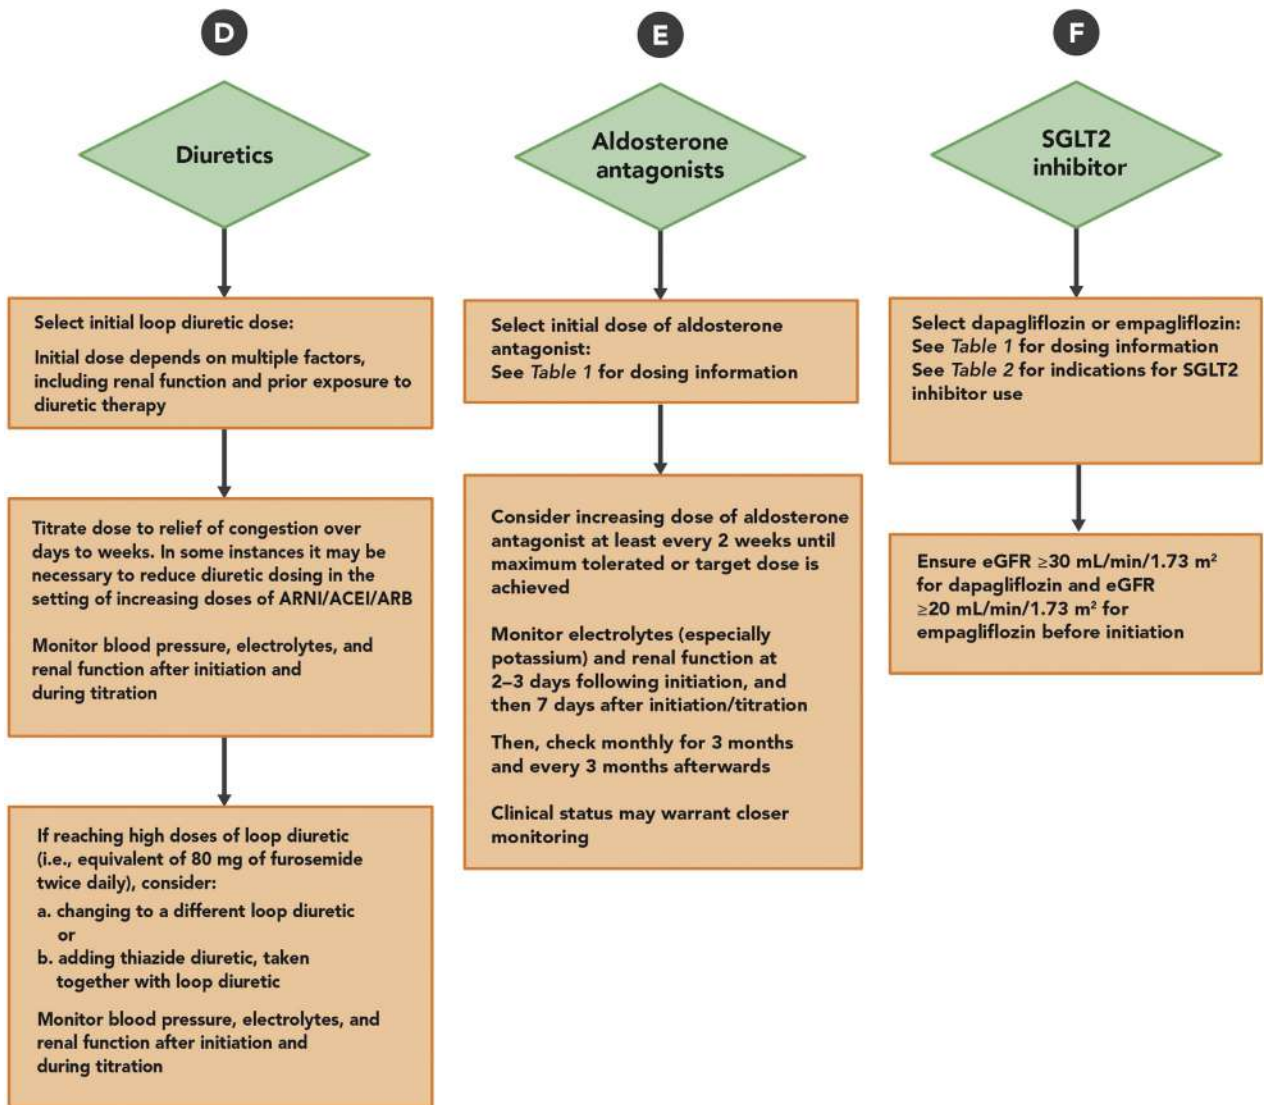 D
Diuretics
Select initial loop diuretic dose:
Initial dose depends on multiple factors,
including renal function and prior exposure to
diuretic therapy
Titrate dose to relief of congestion over
days to weeks. In some instances it may be
necessary to reduce diuretic dosing in the
setting of increasing doses of ARNI/ACEI/ARB
Monitor blood pressure, electrolytes, and
renal function after initiation and
during titration
If reaching high doses of loop diuretic
(i.e., equivalent of 80 mg of furosemide
twice daily), consider:
a. changing to a different loop diuretic
or
b. adding thiazide diuretic, taken
together with loop diuretic
Monitor blood pressure, electrolytes, and
renal function after initiation and
during titration
E
Aldosterone
antagonists
Select initial dose of aldosterone
antagonist:
See Table 1 for dosing information
Consider increasing dose of aldosterone
antagonist at least every 2 weeks until
maximum tolerated or target dose is
achieved
Monitor electrolytes (especially
potassium) and renal function at
2–3 days following initiation, and
then 7 days after initiation/titration
Then, check monthly for 3 months
and every 3 months afterwards
Clinical status may warrant closer
monitoring
F
SGLT2
inhibitor
Select dapagliflozin or empagliflozin:
See Table 1 for dosing information
See Table 2 for indications for SGLT2
inhibitor use
Ensure eGFR ≥30 mL/min/1.73 m²
for dapagliflozin and eGFR
≥20 mL/min/1.73 m² for
empagliflozin before initiation